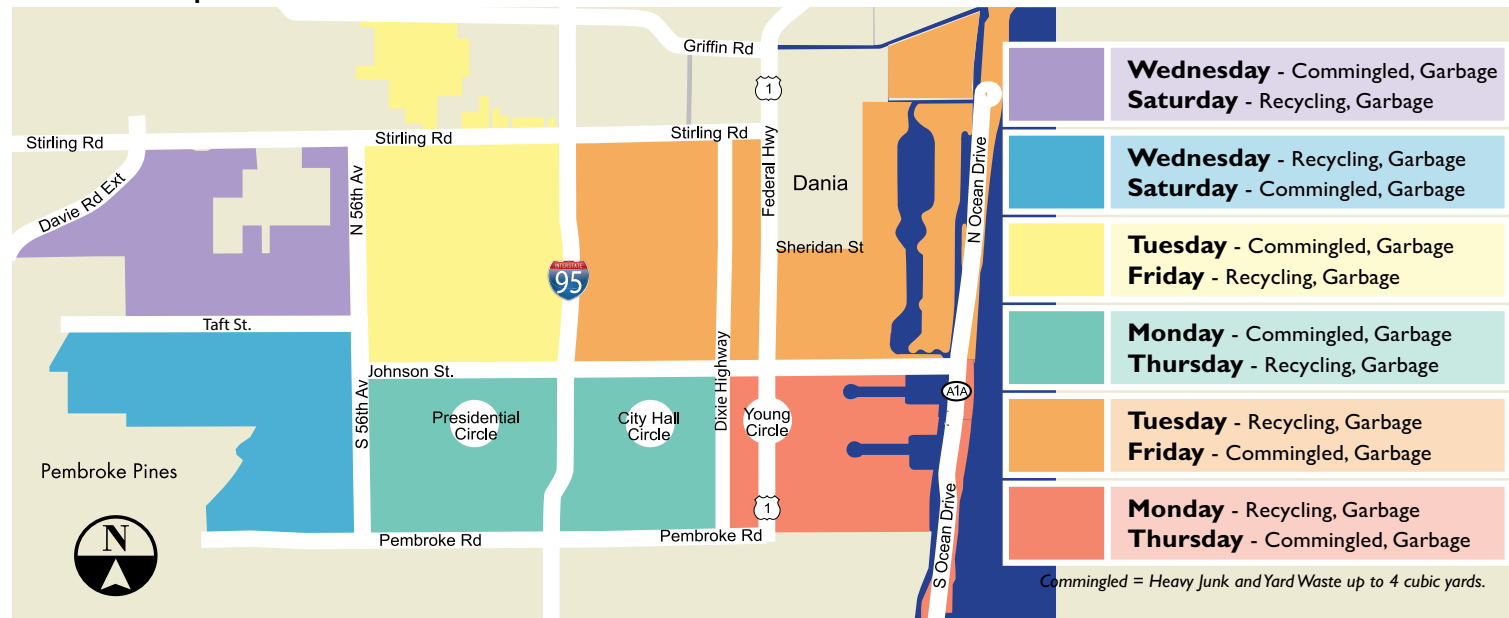 Griffin Rd
1
Stirling Rd
Stirling Rd
Stirling Rd
Davie Rd Ext
N 56th Av
Federal Hwy
Dania
N Ocean Drive
Sheridan St
INTERSTATE
95
Taft St.
Dixie Highway
Johnson St.
A1A
S 56th Av
Presidential
Circle
City Hall
Circle
Young
Circle
Pembroke Pines
1
S Ocean Drive
Pembroke Rd
Pembroke Rd
N
Wednesday - Commingled, Garbage
Saturday - Recycling, Garbage
Wednesday - Recycling, Garbage
Saturday - Commingled, Garbage
Tuesday - Commingled, Garbage
Friday - Recycling, Garbage
Monday - Commingled, Garbage
Thursday - Recycling, Garbage
Tuesday - Recycling, Garbage
Friday - Commingled, Garbage
Monday - Recycling, Garbage
Thursday - Commingled, Garbage
Commingled = Heavy Junk and Yard Waste up to 4 cubic yards.